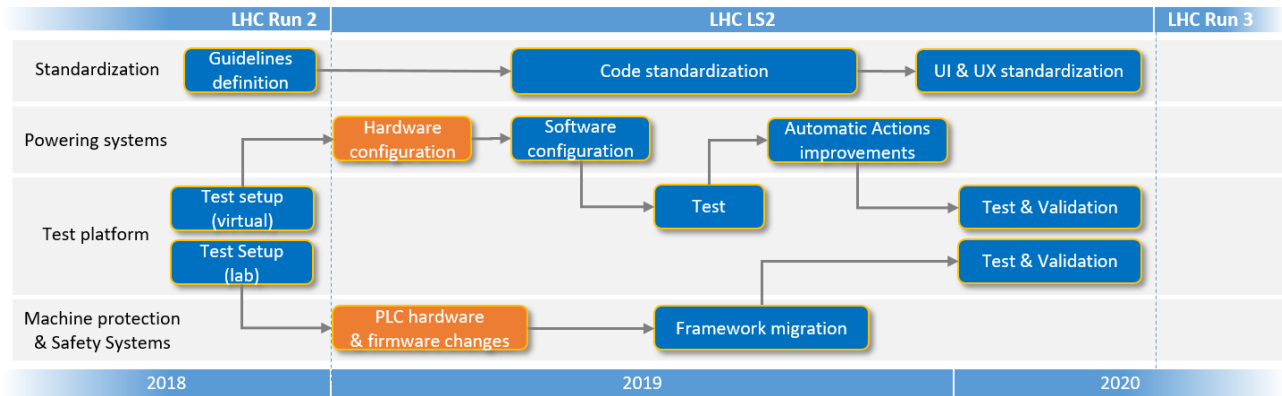 LHC Run 2
LHC LS2
LHC Run 3
Standardization
Guidelines
definition
Code standardization
UI & UX standardization
Powering systems
Hardware
configuration
Software
configuration
Automatic Actions
improvements
Test platform
Test setup
(virtual)
Test
Test & Validation
Test Setup
(lab)
Test & Validation
Machine protection
& Safety Systems
PLC hardware
& firmware changes
Framework migration
2018
2019
2020